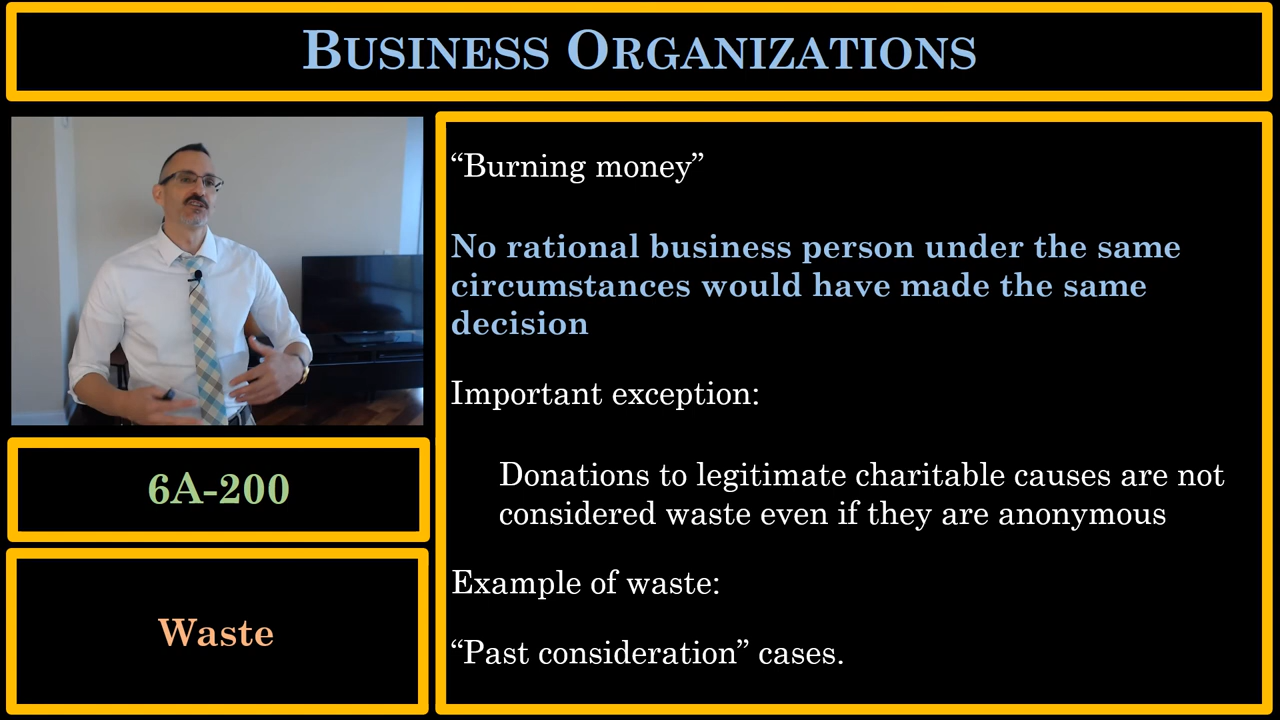 BUSINESS ORGANIZATIONS
“Burning money”
No rational business person under the same
circumstances would have made the same
decision
Important exception:
Donations to legitimate charitable causes are not
considered waste even if they are anonymous
Example of waste:
“Past consideration” cases.
6A-200
Waste